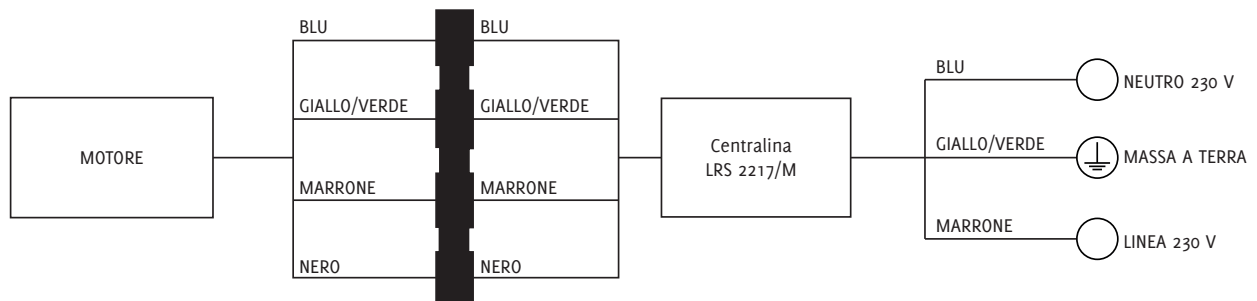 BLU
BLU
BLU
NEUTRO 230 V
GIALLO/VERDE
GIALLO/VERDE
Centralina
LRS 2217/M
GIALLO/VERDE
MOTORE
MASSA A TERRA
MARRONE
MARRONE
MARRONE
LINEA 230 V
NERO
NERO